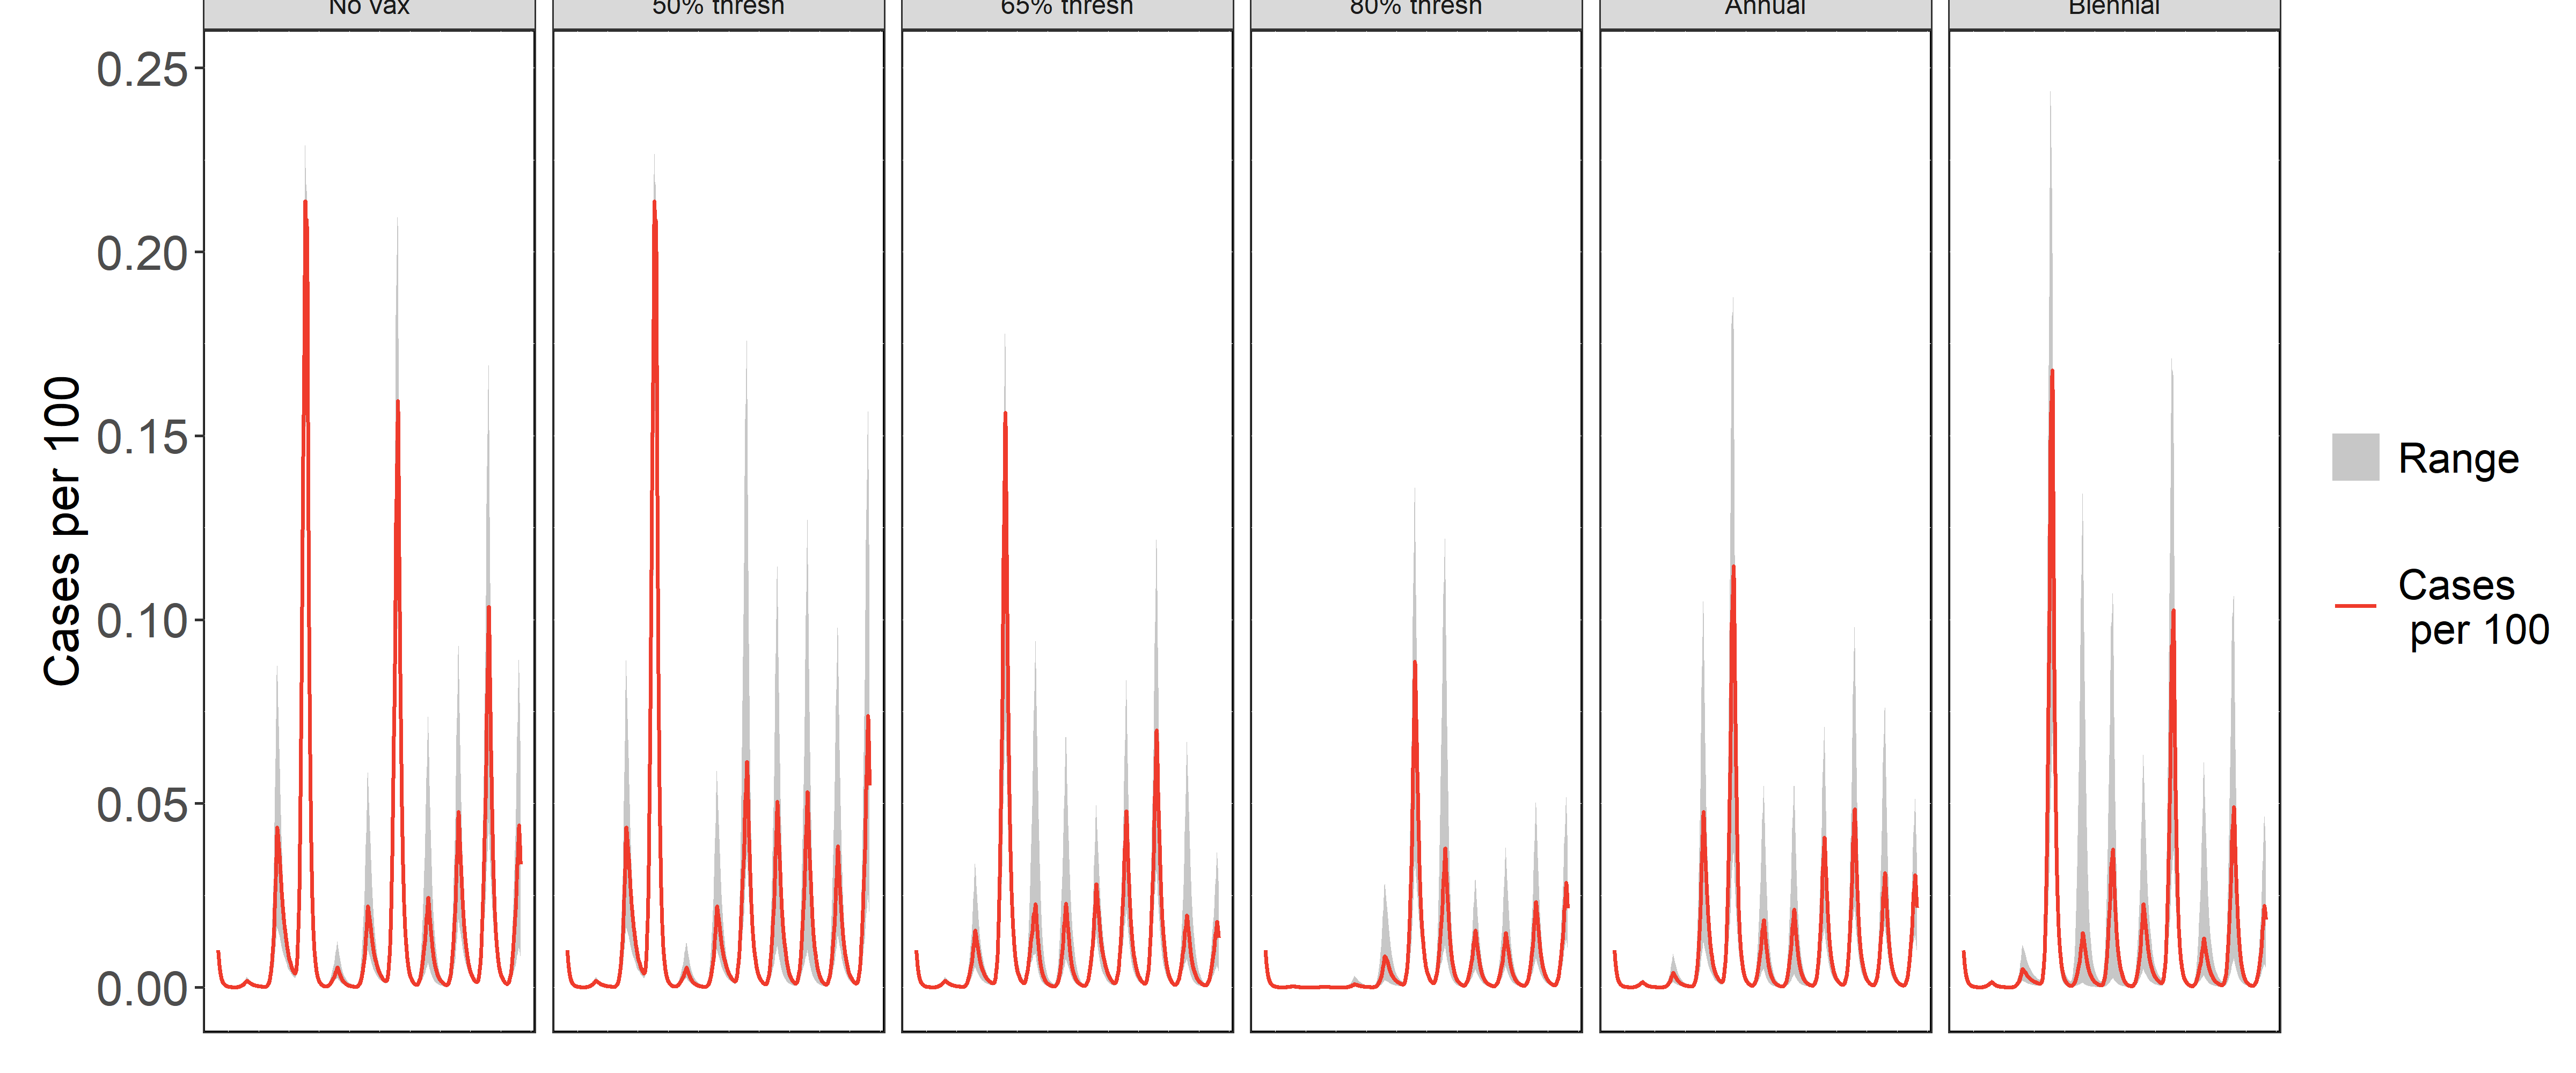 No vax 50% thresh 65% thresh 80% thresh Annual Biennial
0.25
0.20
0.15
0.10
0.05
0.00
Cases per 100
Range
Cases
per 100